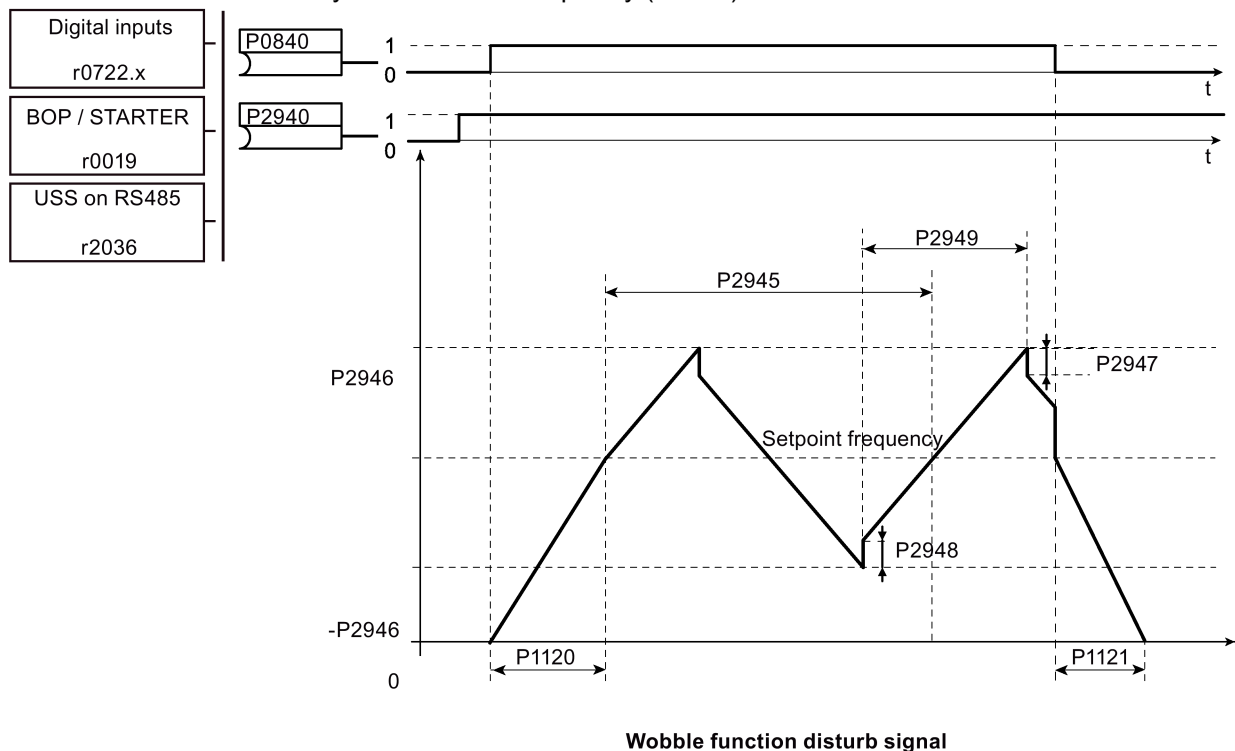 Digital inputs
r0722.x
BOP / STARTER
r0019
USS on RS485
r2036
P0840
1
0
t
P2940
1
0
t
P2949
P2945
P2946
P2947
Setpoint frequency
P2948
-P2946
P1120
P1121
0
Wobble function disturb signal